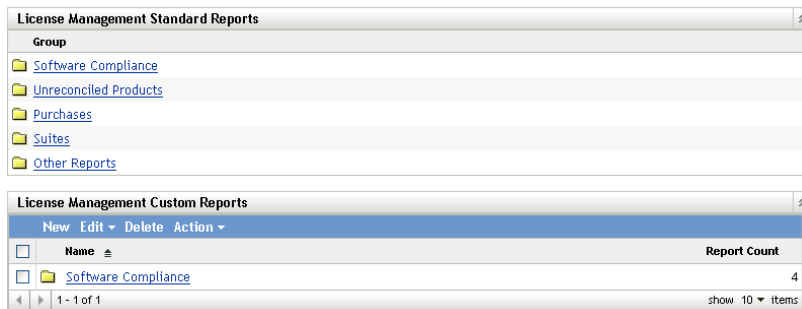 License Management Standard Reports
Group
Software Compliance
Unreconciled Products
Purchases
Suites
Other Reports
License Management Custom Reports
New Edit Delete Action
Name Report Count
Software Compliance 4
1 - 1 of 1 show 10 items